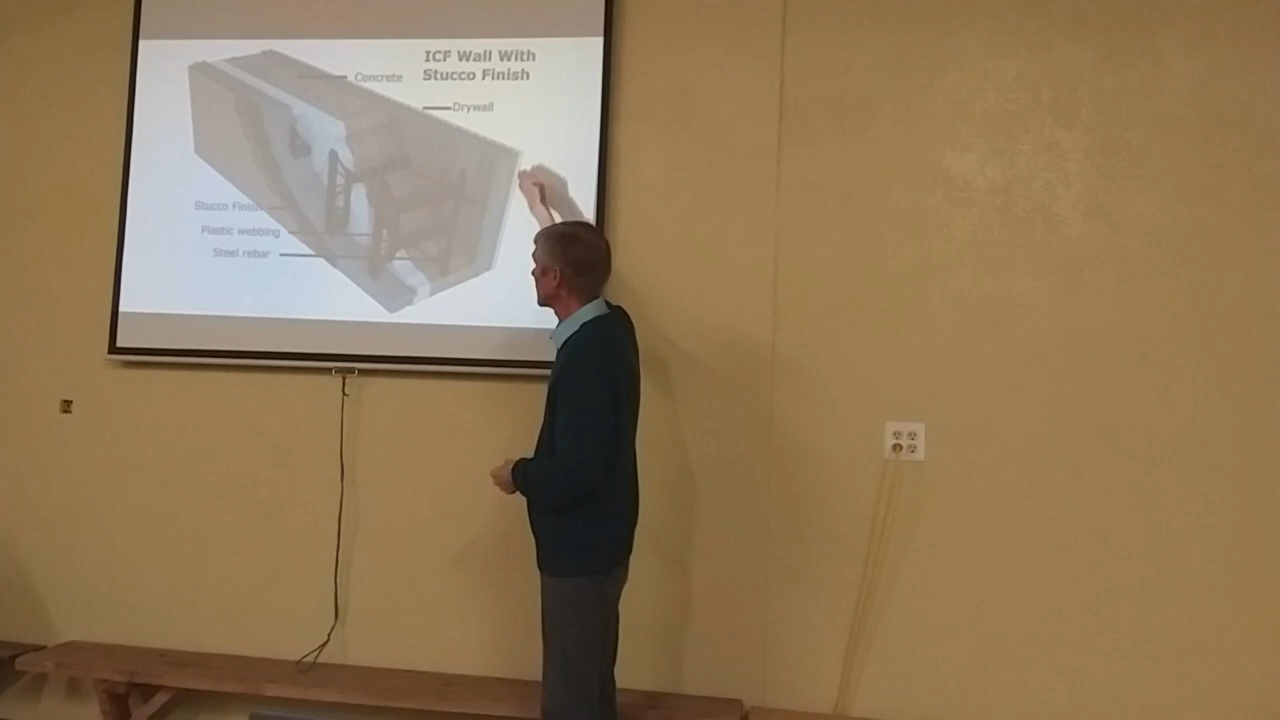 ICF Wall With
Stucco Finish
Concrete
Drywall
Stucco Finish
Plastic webbing
Steel rebar